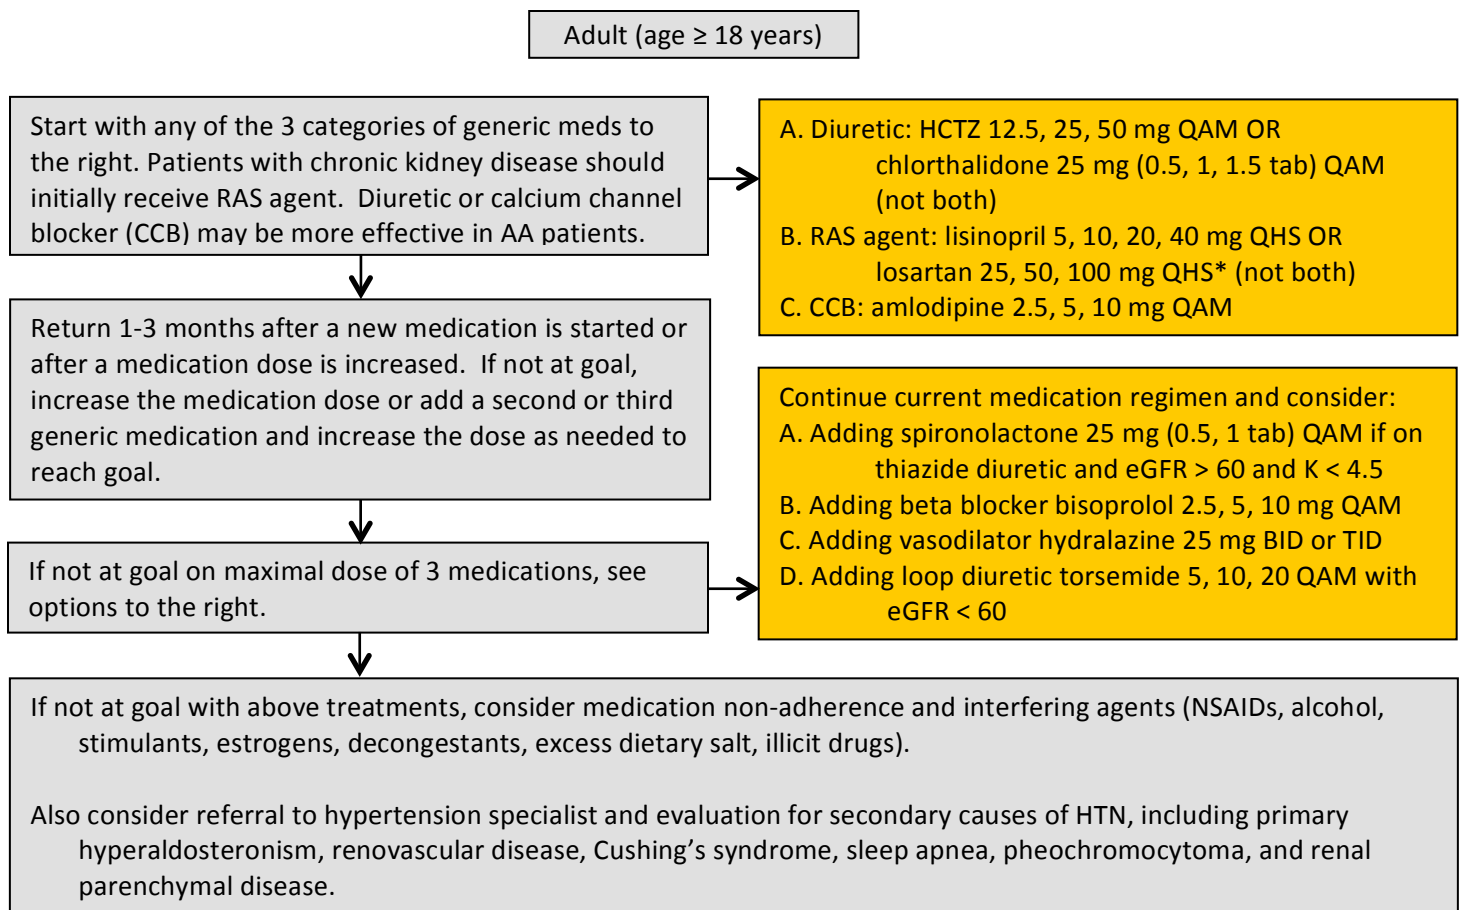 Adult (age ≥ 18 years)
Start with any of the 3 categories of generic meds to
the right. Patients with chronic kidney disease should
initially receive RAS agent.  Diuretic or calcium channel
blocker (CCB) may be more effective in AA patients.
A. Diuretic: HCTZ 12.5, 25, 50 mg QAM OR
chlorthalidone 25 mg (0.5, 1, 1.5 tab) QAM
(not both)
B. RAS agent: lisinopril 5, 10, 20, 40 mg QHS OR
losartan 25, 50, 100 mg QHS* (not both)
C. CCB: amlodipine 2.5, 5, 10 mg QAM
Return 1-3 months after a new medication is started or
after a medication dose is increased.  If not at goal,
increase the medication dose or add a second or third
generic medication and increase the dose as needed to
reach goal.
If not at goal on maximal dose of 3 medications, see
options to the right.
Continue current medication regimen and consider:
A. Adding spironolactone 25 mg (0.5, 1 tab) QAM if on
thiazide diuretic and eGFR > 60 and K < 4.5
B. Adding beta blocker bisoprolol 2.5, 5, 10 mg QAM
C. Adding vasodilator hydralazine 25 mg BID or TID
D. Adding loop diuretic torsemide 5, 10, 20 QAM with
eGFR < 60
If not at goal with above treatments, consider medication non-adherence and interfering agents (NSAIDs, alcohol,
stimulants, estrogens, decongestants, excess dietary salt, illicit drugs).
Also consider referral to hypertension specialist and evaluation for secondary causes of HTN, including primary
hyperaldosteronism, renovascular disease, Cushing's syndrome, sleep apnea, pheochromocytoma, and renal
parenchymal disease.